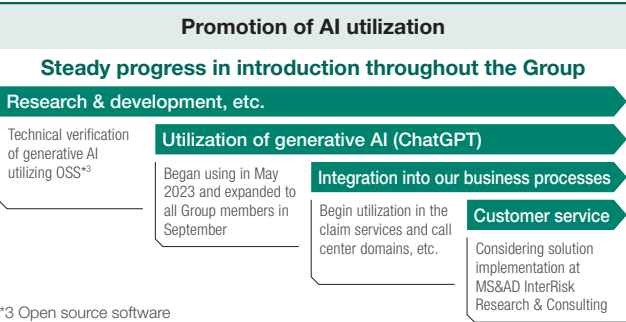 Promotion of AI utilization
Steady progress in introduction throughout the Group
Research & development, etc.
Technical verification
of generative AI
utilizing OSS*3
Utilization of generative AI (ChatGPT)
Began using in May
2023 and expanded to
all Group members in
September
Integration into our business processes
Begin utilization in the
claim services and call
center domains, etc.
Customer service
Considering solution
implementation at
MS&AD InterRisk
Research & Consulting
*3 Open source software